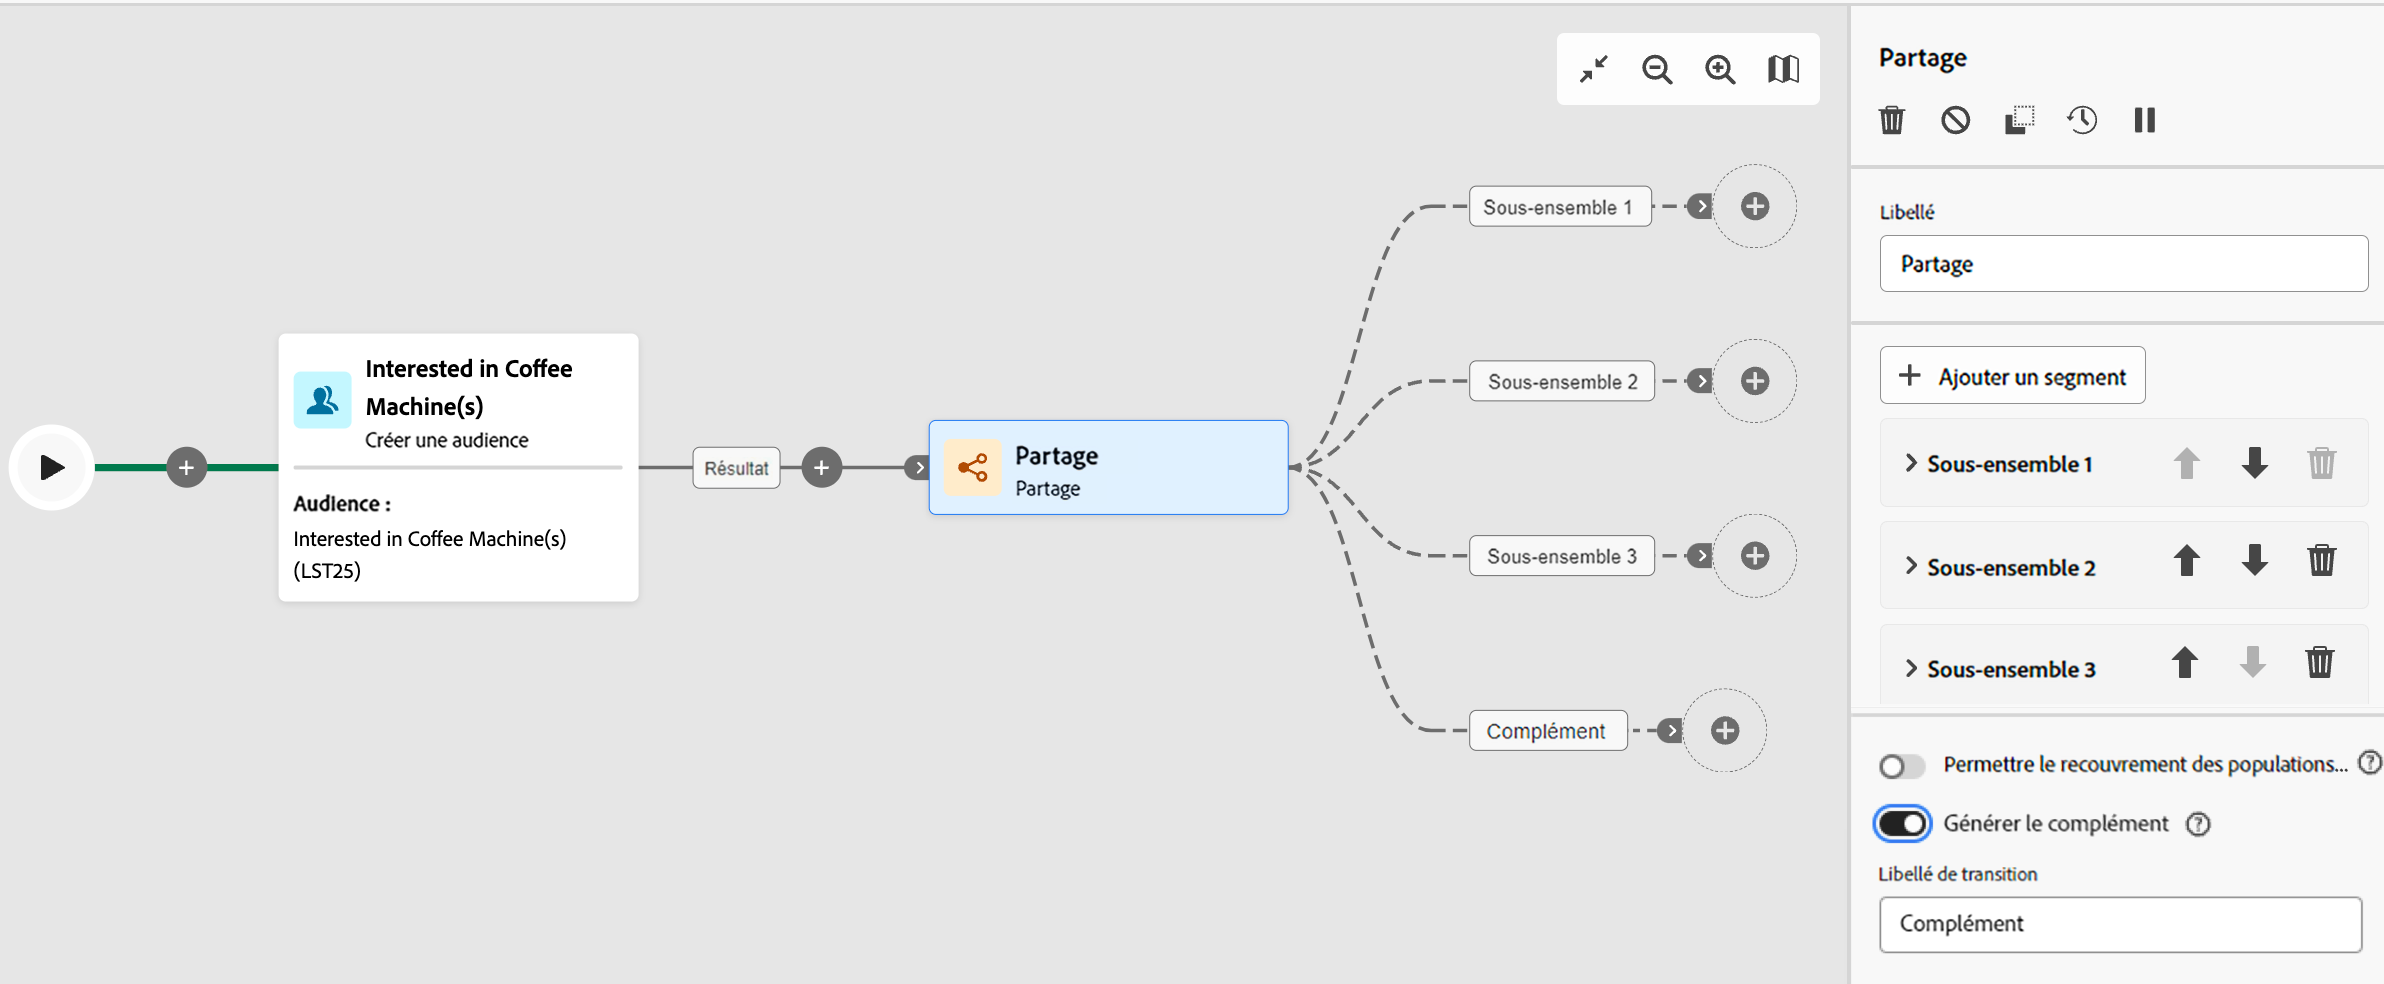 Interested in Coffee
Machine(s)
Créer une audience
Audience :
Interested in Coffee Machine(s)
(LST25)
Résultat
Partage
Partage
Sous-ensemble 1
Sous-ensemble 2
Sous-ensemble 3
Complément
Partage
Libellé
Partage
Ajouter un segment
Sous-ensemble 1
Sous-ensemble 2
Sous-ensemble 3
Permettre le recouvrement des populations...
Générer le complément
Libellé de transition
Complément